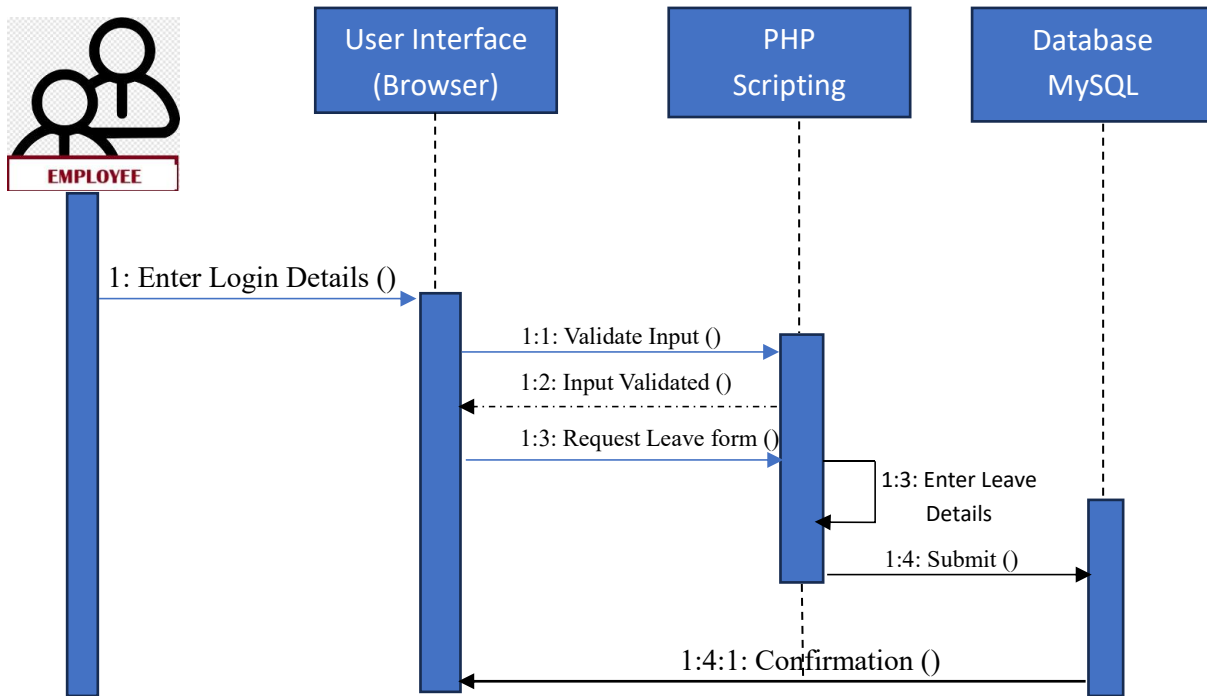 User Interface
(Browser)
PHP
Scripting
Database
MySQL
EMPLOYEE
1: Enter Login Details ()
1:1: Validate Input ()
1:2: Input Validated ()
1:3: Request Leave form ()
1:3: Enter Leave
Details
1:4: Submit ()
1:4:1: Confirmation ()